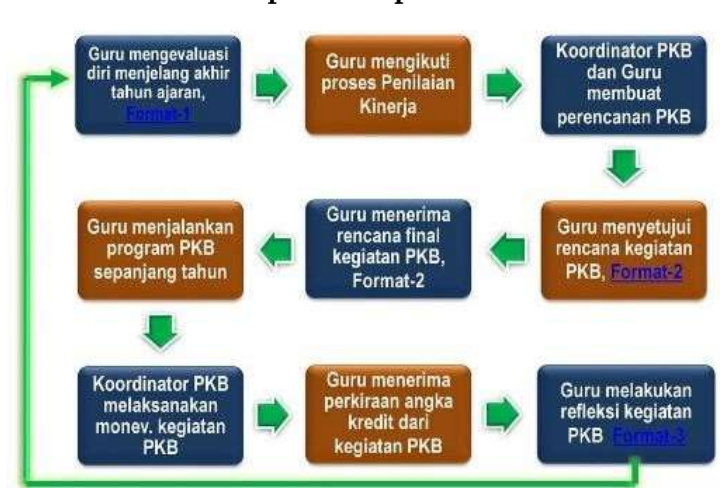 Guru mengevaluasi
diri menjelang akhir
tahun ajaran,
Format-1
Guru mengikuti
proses Penilaian
Kinerja
Koordinator PKB
dan Guru
membuat
perencanan PKB
Guru menyetujui
rencana kegiatan
PKB, Format-2
Guru menerima
rencana final
kegiatan PKB,
Format-2
Guru menjalankan
program PKB
sepanjang tahun
Koordinator PKB
melaksanakan
monev. kegiatan
PKB
Guru menerima
perkiraan angka
kredit dari
kegiatan PKB
Guru melakukan
refleksi kegiatan
PKB Format-3